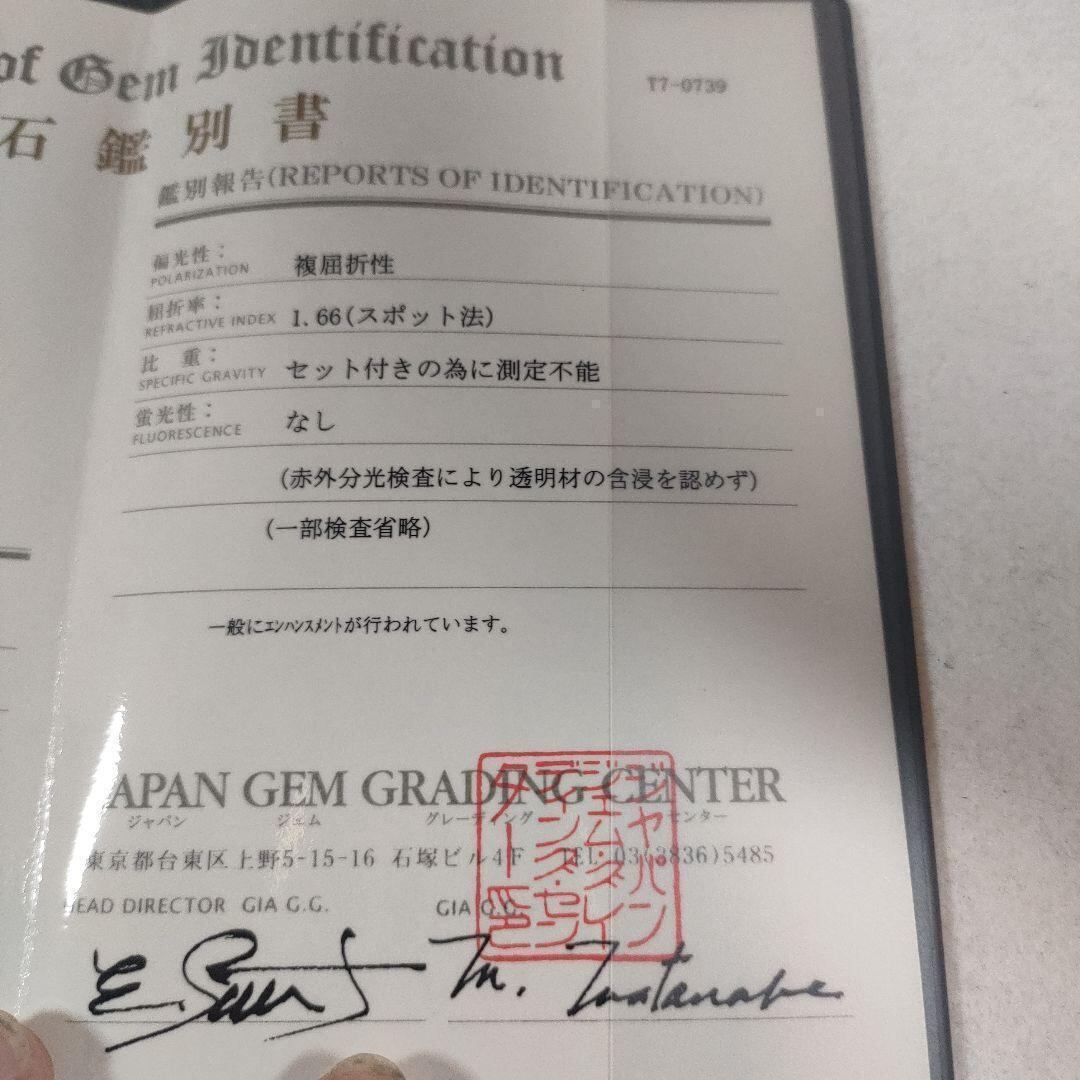 of Gem Identification
T7-0739
石鑑別書
鑑別報告(REPORTS OF IDENTIFICATION)
偏光性：
POLARIZATION
複屈折性
屈折率：
REFRACTIVE INDEX
1.66(スポット法)
比　重：
SPECIFIC GRAVITY
セット付きの為に測定不能
蛍光性：
FLUORESCENCE
なし
(赤外分光検査により透明材の含浸を認めず)
(一部検査省略)
一般にｴﾝﾊﾝｽﾒﾝﾄが行われています。
JAPAN GEM GRADING CENTER
ジャパン ジェム グレーディング センター
東京都台東区上野5-15-16 石塚ビル4F TEL 03(3836)5485
HEAD DIRECTOR GIA G.G.
GIA G.G.
M. Watanabe